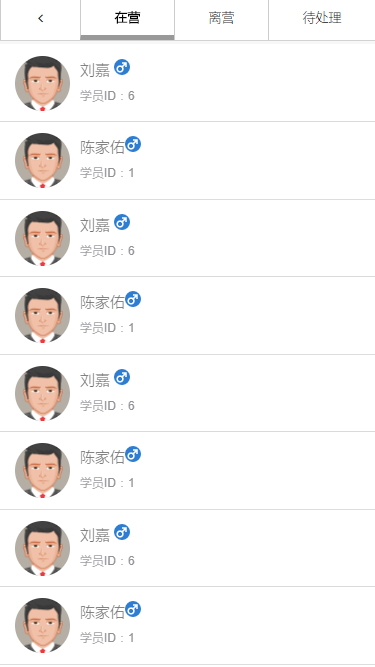 在营 离营 待处理
刘嘉
学员ID：6
陈家佑
学员ID：1
刘嘉
学员ID：6
陈家佑
学员ID：1
刘嘉
学员ID：6
陈家佑
学员ID：1
刘嘉
学员ID：6
陈家佑
学员ID：1